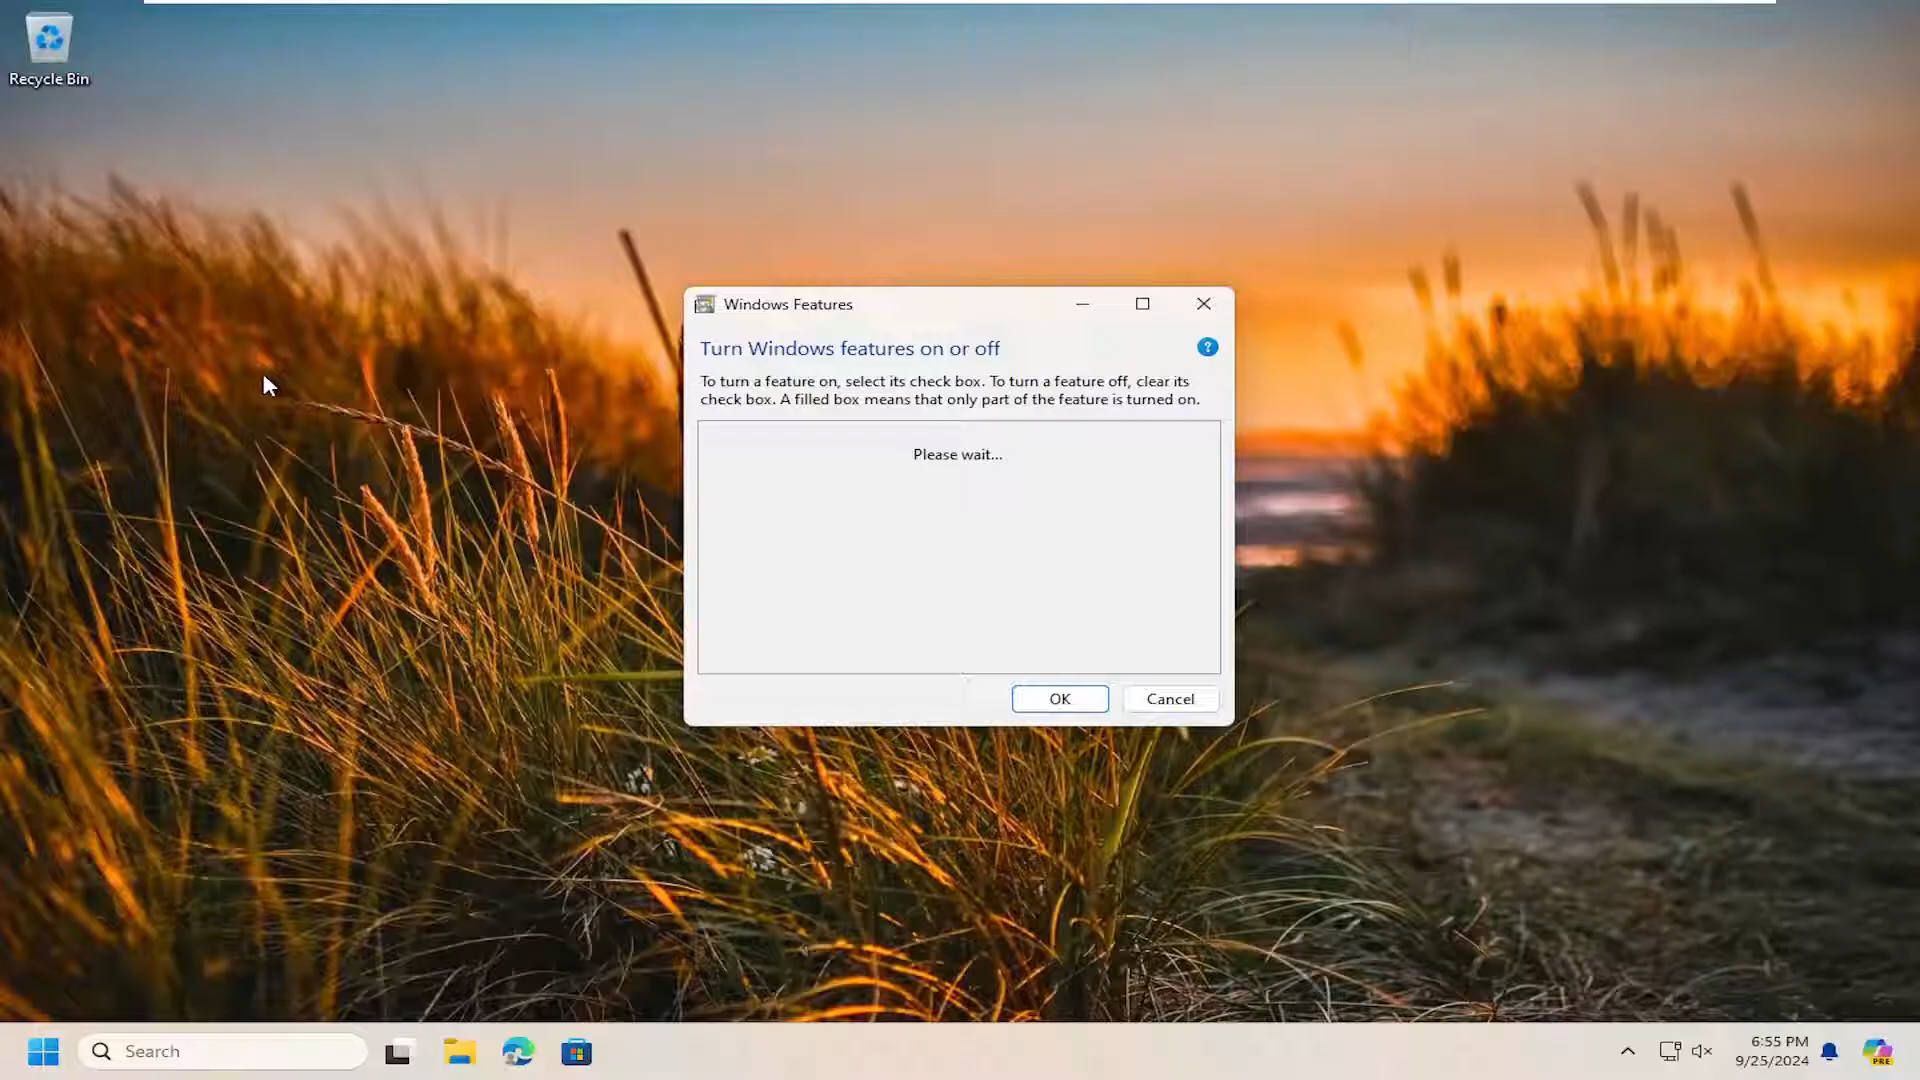 Recycle Bin
Windows Features
Turn Windows features on or off
?
To turn a feature on, select its check box. To turn a feature off, clear its
check box. A filled box means that only part of the feature is turned on.
Please wait...
OK
Cancel
Search
6:55 PM
9/25/2024
PRE